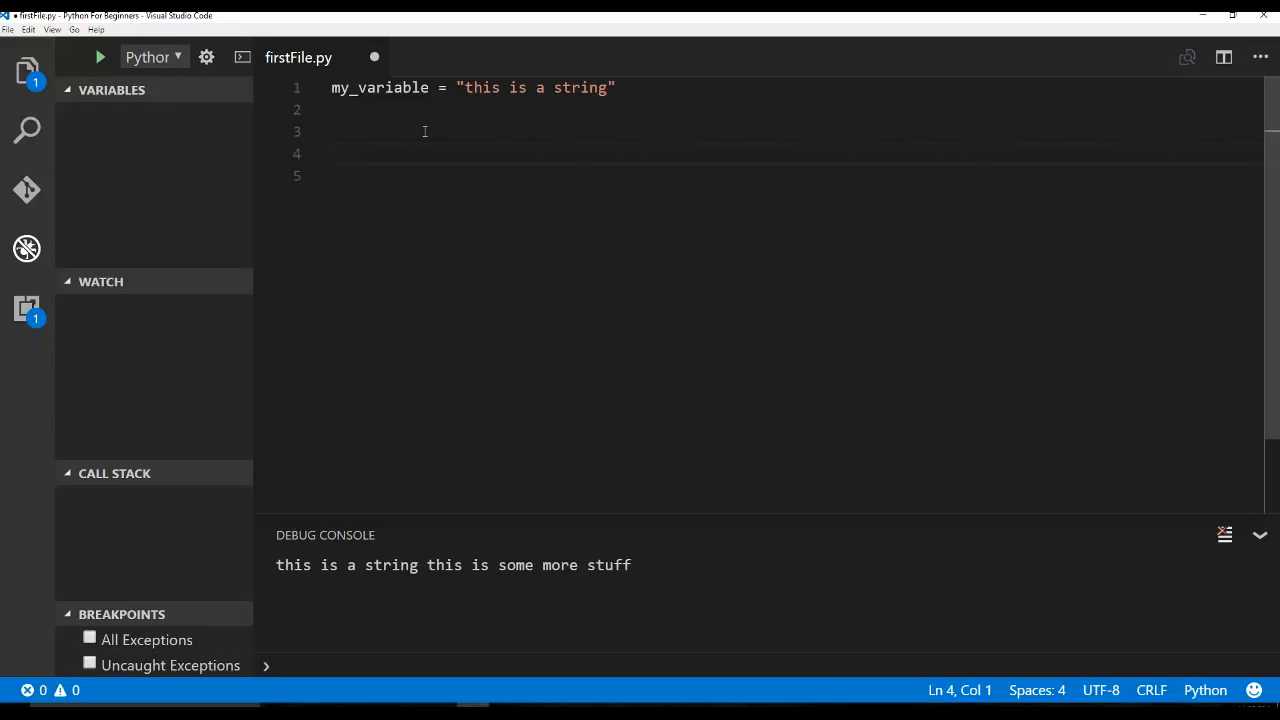 ● firstFile.py - Python For Beginners - Visual Studio Code
File Edit View Go Help
Python
firstFile.py
1
VARIABLES
1 my_variable = "this is a string"
2
3
4
5
WATCH
1
CALL STACK
DEBUG CONSOLE
this is a string this is some more stuff
BREAKPOINTS
All Exceptions
Uncaught Exceptions
0 0
Ln 4, Col 1 Spaces: 4 UTF-8 CRLF Python